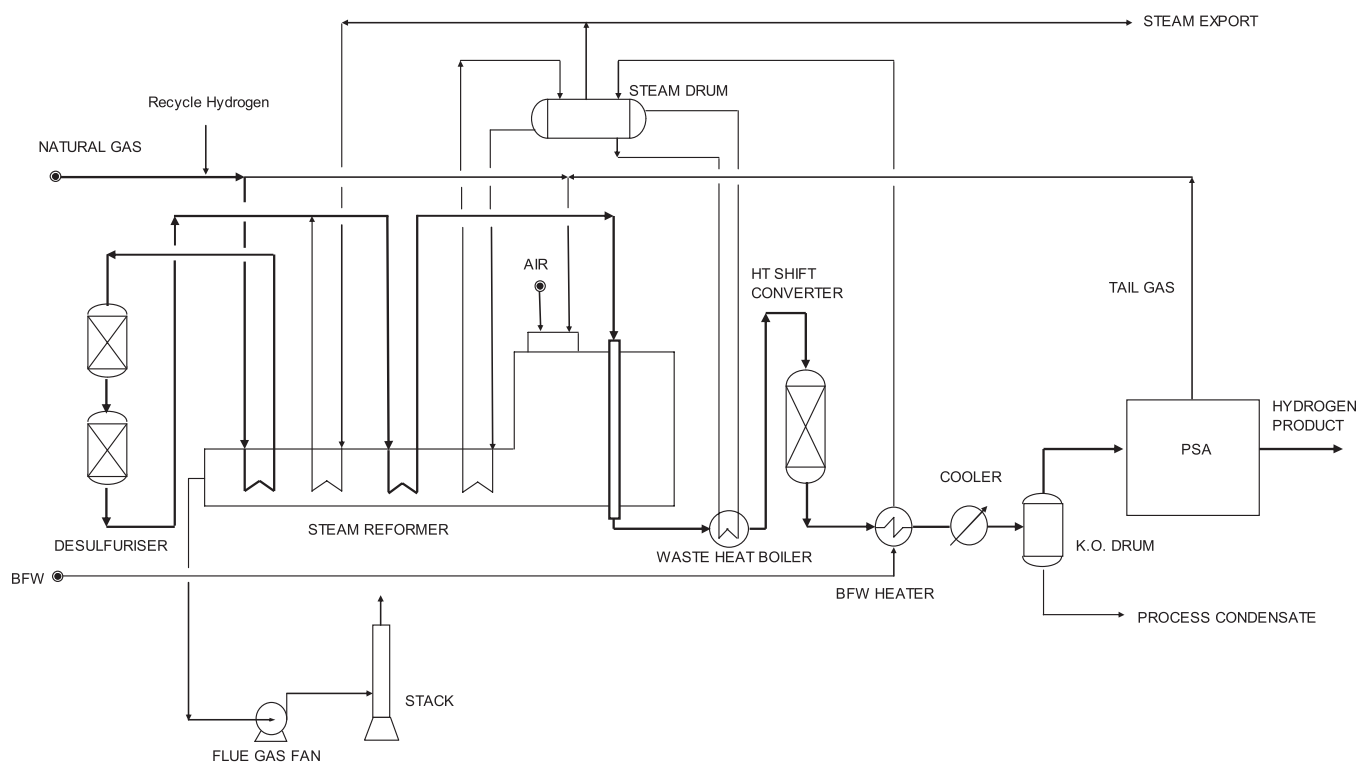 STEAM EXPORT
STEAM DRUM
Recycle Hydrogen
NATURAL GAS
AIR
HT SHIFT
CONVERTER
TAIL GAS
HYDROGEN
PRODUCT
PSA
COOLER
STEAM REFORMER
DESULFURISER
WASTE HEAT BOILER
K.O. DRUM
BFW
BFW HEATER
PROCESS CONDENSATE
STACK
FLUE GAS FAN